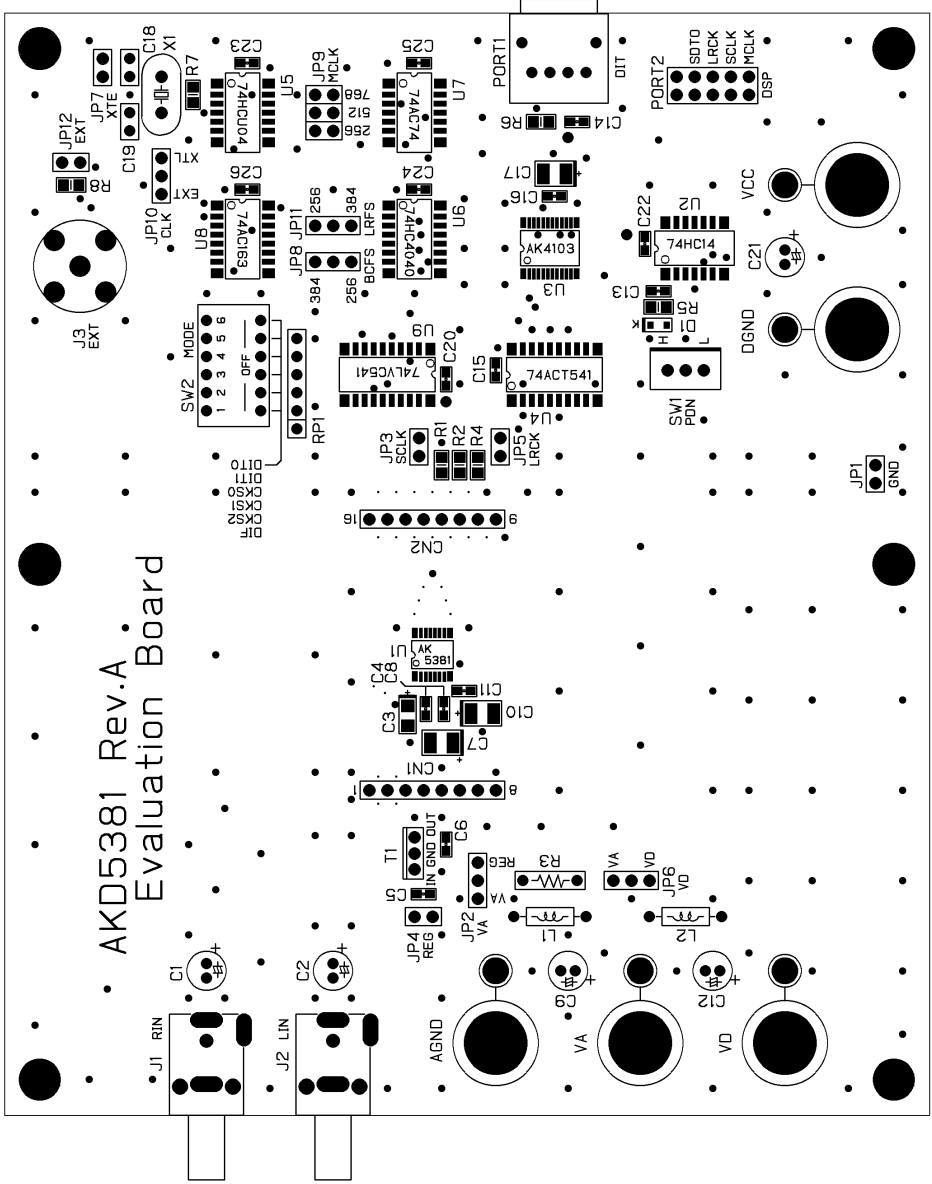 AKD5381 Rev.A
Evaluation Board
C23
U5
74HCU04
JP9
MCLK
768
512
256
C25
U7
74AC74
PORT1
DIT
PORT2
SDTO
LRCK
SCLK
MCLK
DSP
C18
X1
R7
JP7
XTE
C19
JP12
EXT
R8
J3
EXT
XTL
EXT
JP10
CLK
C26
U8
74AC163
JP11
256
384
LRFS
JP8
384
256
BCFS
C24
U6
74HC4040
R6
C14
C17
+
C16
AK4103
U3
C22
U2
74HC14
VCC
C21
+
C13
R5
D1
K
DGND
H
L
SW1
PDN
MODE
SW2
1 2 3 4 5 6
OFF
RP1
U9
74LVC541
C20
C15
74ACT541
U4
JP3
SCLK
R1
R2
R4
JP5
LRCK
DIT0
DIT1
CKS0
CKS1
CKS2
DIF
JP1
GND
16
9
CN2
U1
AK
5381
C4
C8
C11
C3
+
C10
+
C7
+
CN1
1
8
T1
IN GND OUT
C6
C5
JP4
REG
REG
VA
JP2
VA
R3
VA
VD
JP6
VD
L1
L2
C1
+
C2
+
C9
+
C12
+
J1
RIN
J2
LIN
AGND
VA
VD